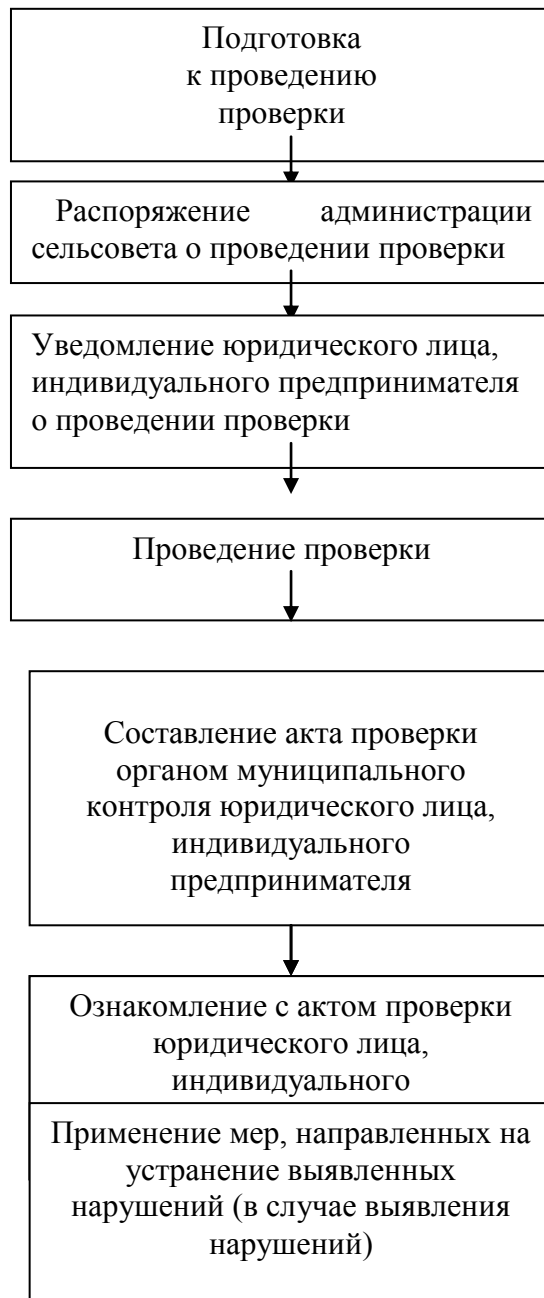 Подготовка
к проведению
проверки
Распоряжение администрации
сельсовета о проведении проверки
Уведомление юридического лица,
индивидуального предпринимателя
о проведении проверки
Проведение проверки
Составление акта проверки
органом муниципального
контроля юридического лица,
индивидуального
предпринимателя
Ознакомление с актом проверки
юридического лица,
индивидуального
Применение мер, направленных на
устранение выявленных
нарушений (в случае выявления
нарушений)